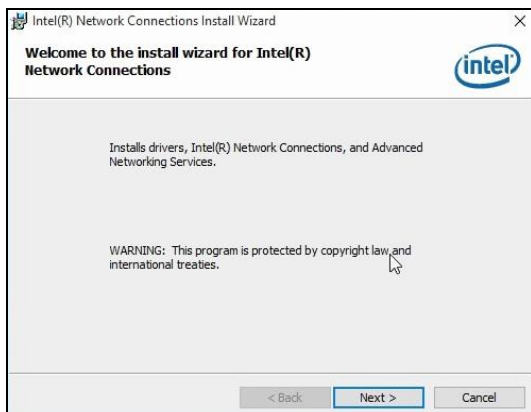 Intel(R) Network Connections Install Wizard
Welcome to the install wizard for Intel(R)
Network Connections
intel
Installs drivers, Intel(R) Network Connections, and Advanced
Networking Services.
WARNING: This program is protected by copyright law and
international treaties.
< Back Next > Cancel